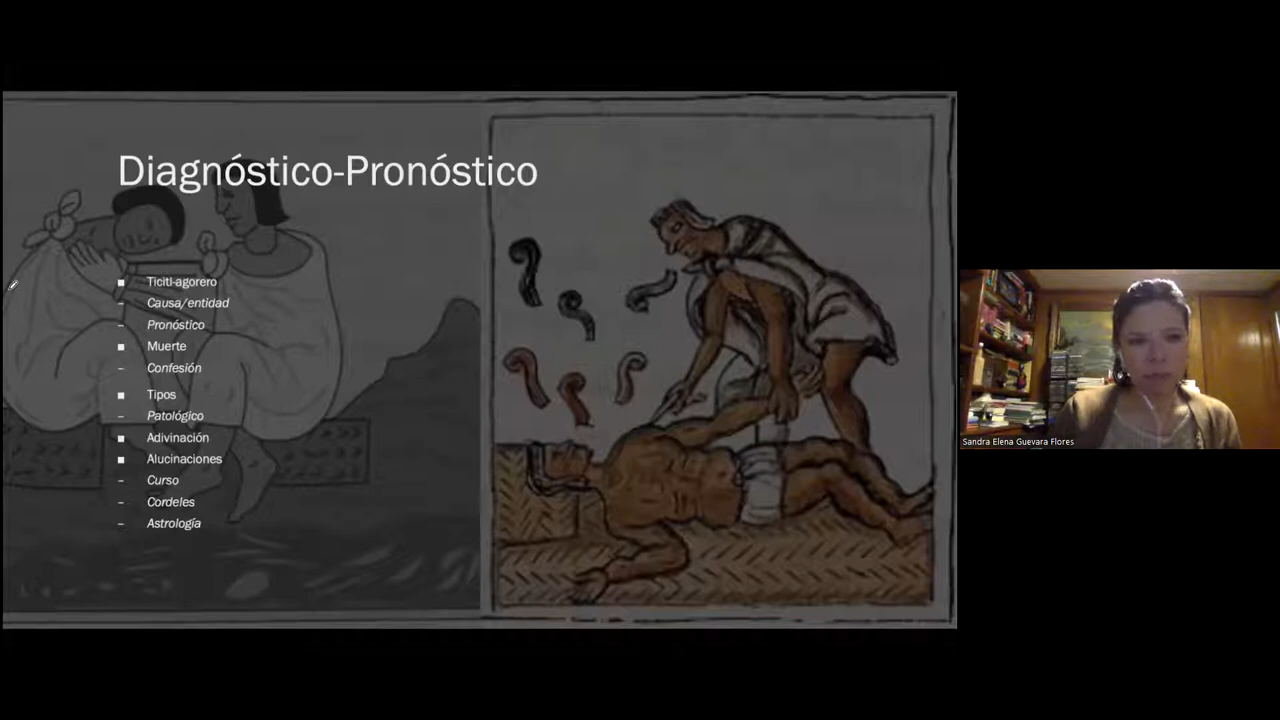 Diagnóstico-Pronóstico
■ Ticitl-agorero
– Causa/entidad
– Pronóstico
■ Muerte
– Confesión
■ Tipos
– Patológico
■ Adivinación
■ Alucinaciones
– Curso
– Cordeles
– Astrología
Sandra Elena Guevara Flores